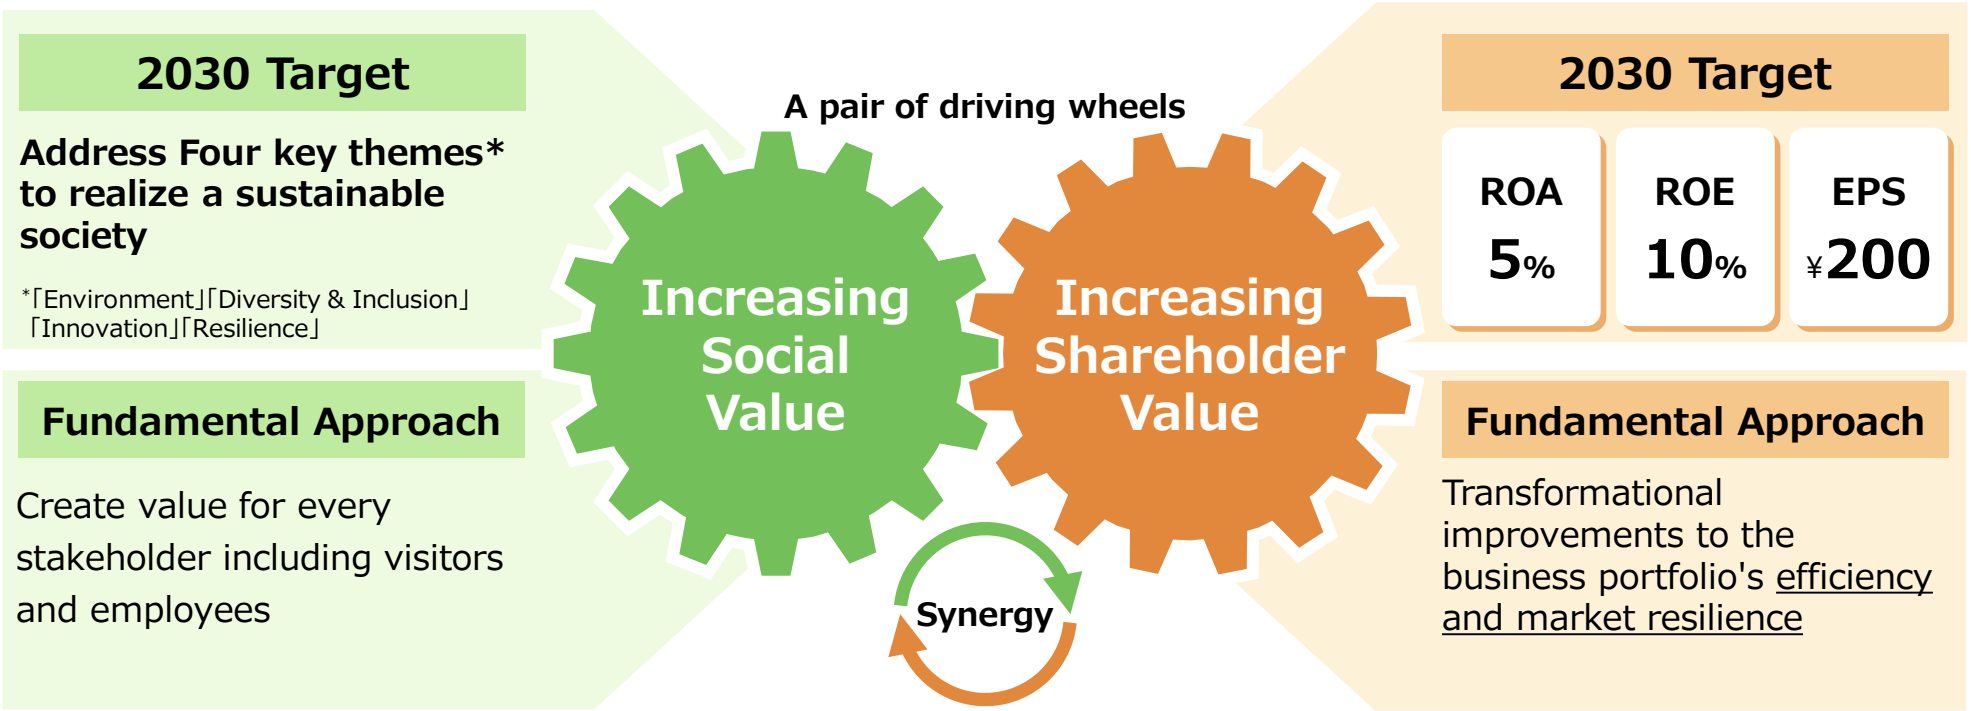 2030 Target
Address Four key themes*
to realize a sustainable
society
*「Environment」「Diversity & Inclusion」
「Innovation」「Resilience」
Fundamental Approach
Create value for every
stakeholder including visitors
and employees
A pair of driving wheels
Increasing
Social
Value
Increasing
Shareholder
Value
Synergy
2030 Target
ROA
5%
ROE
10%
EPS
¥200
Fundamental Approach
Transformational
improvements to the
business portfolio's efficiency
and market resilience